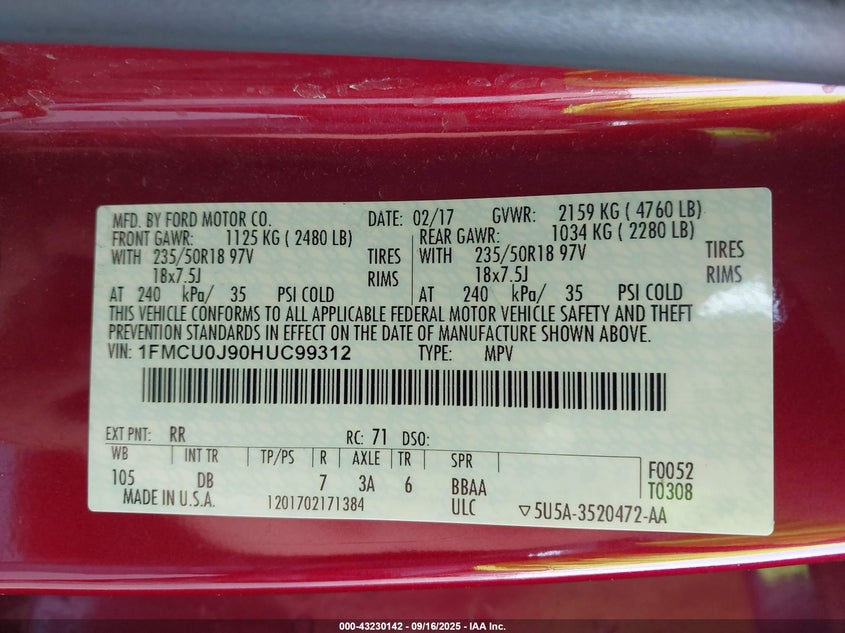 MFD. BY FORD MOTOR CO. DATE: 02/17 GVWR: 2159 KG ( 4760 LB)
FRONT GAWR: 1125 KG ( 2480 LB) REAR GAWR: 1034 KG ( 2280 LB)
WITH 235/50R18 97V TIRES WITH 235/50R18 97V TIRES
18x7.5J RIMS 18x7.5J RIMS
AT 240 kPa/ 35 PSI COLD AT 240 kPa/ 35 PSI COLD
THIS VEHICLE CONFORMS TO ALL APPLICABLE FEDERAL MOTOR VEHICLE SAFETY AND THEFT
PREVENTION STANDARDS IN EFFECT ON THE DATE OF MANUFACTURE SHOWN ABOVE.
VIN: 1FMCU0J90HUC99312 TYPE: MPV
EXT PNT: RR RC: 71 DSO:
WB INT TR TP/PS R AXLE TR SPR F0052
105 DB 7 3A 6 BBAA T0308
MADE IN U.S.A. 1201702171384 ULC ▽5U5A-3520472-AA
000-43230142 - 09/16/2025 - IAA Inc.